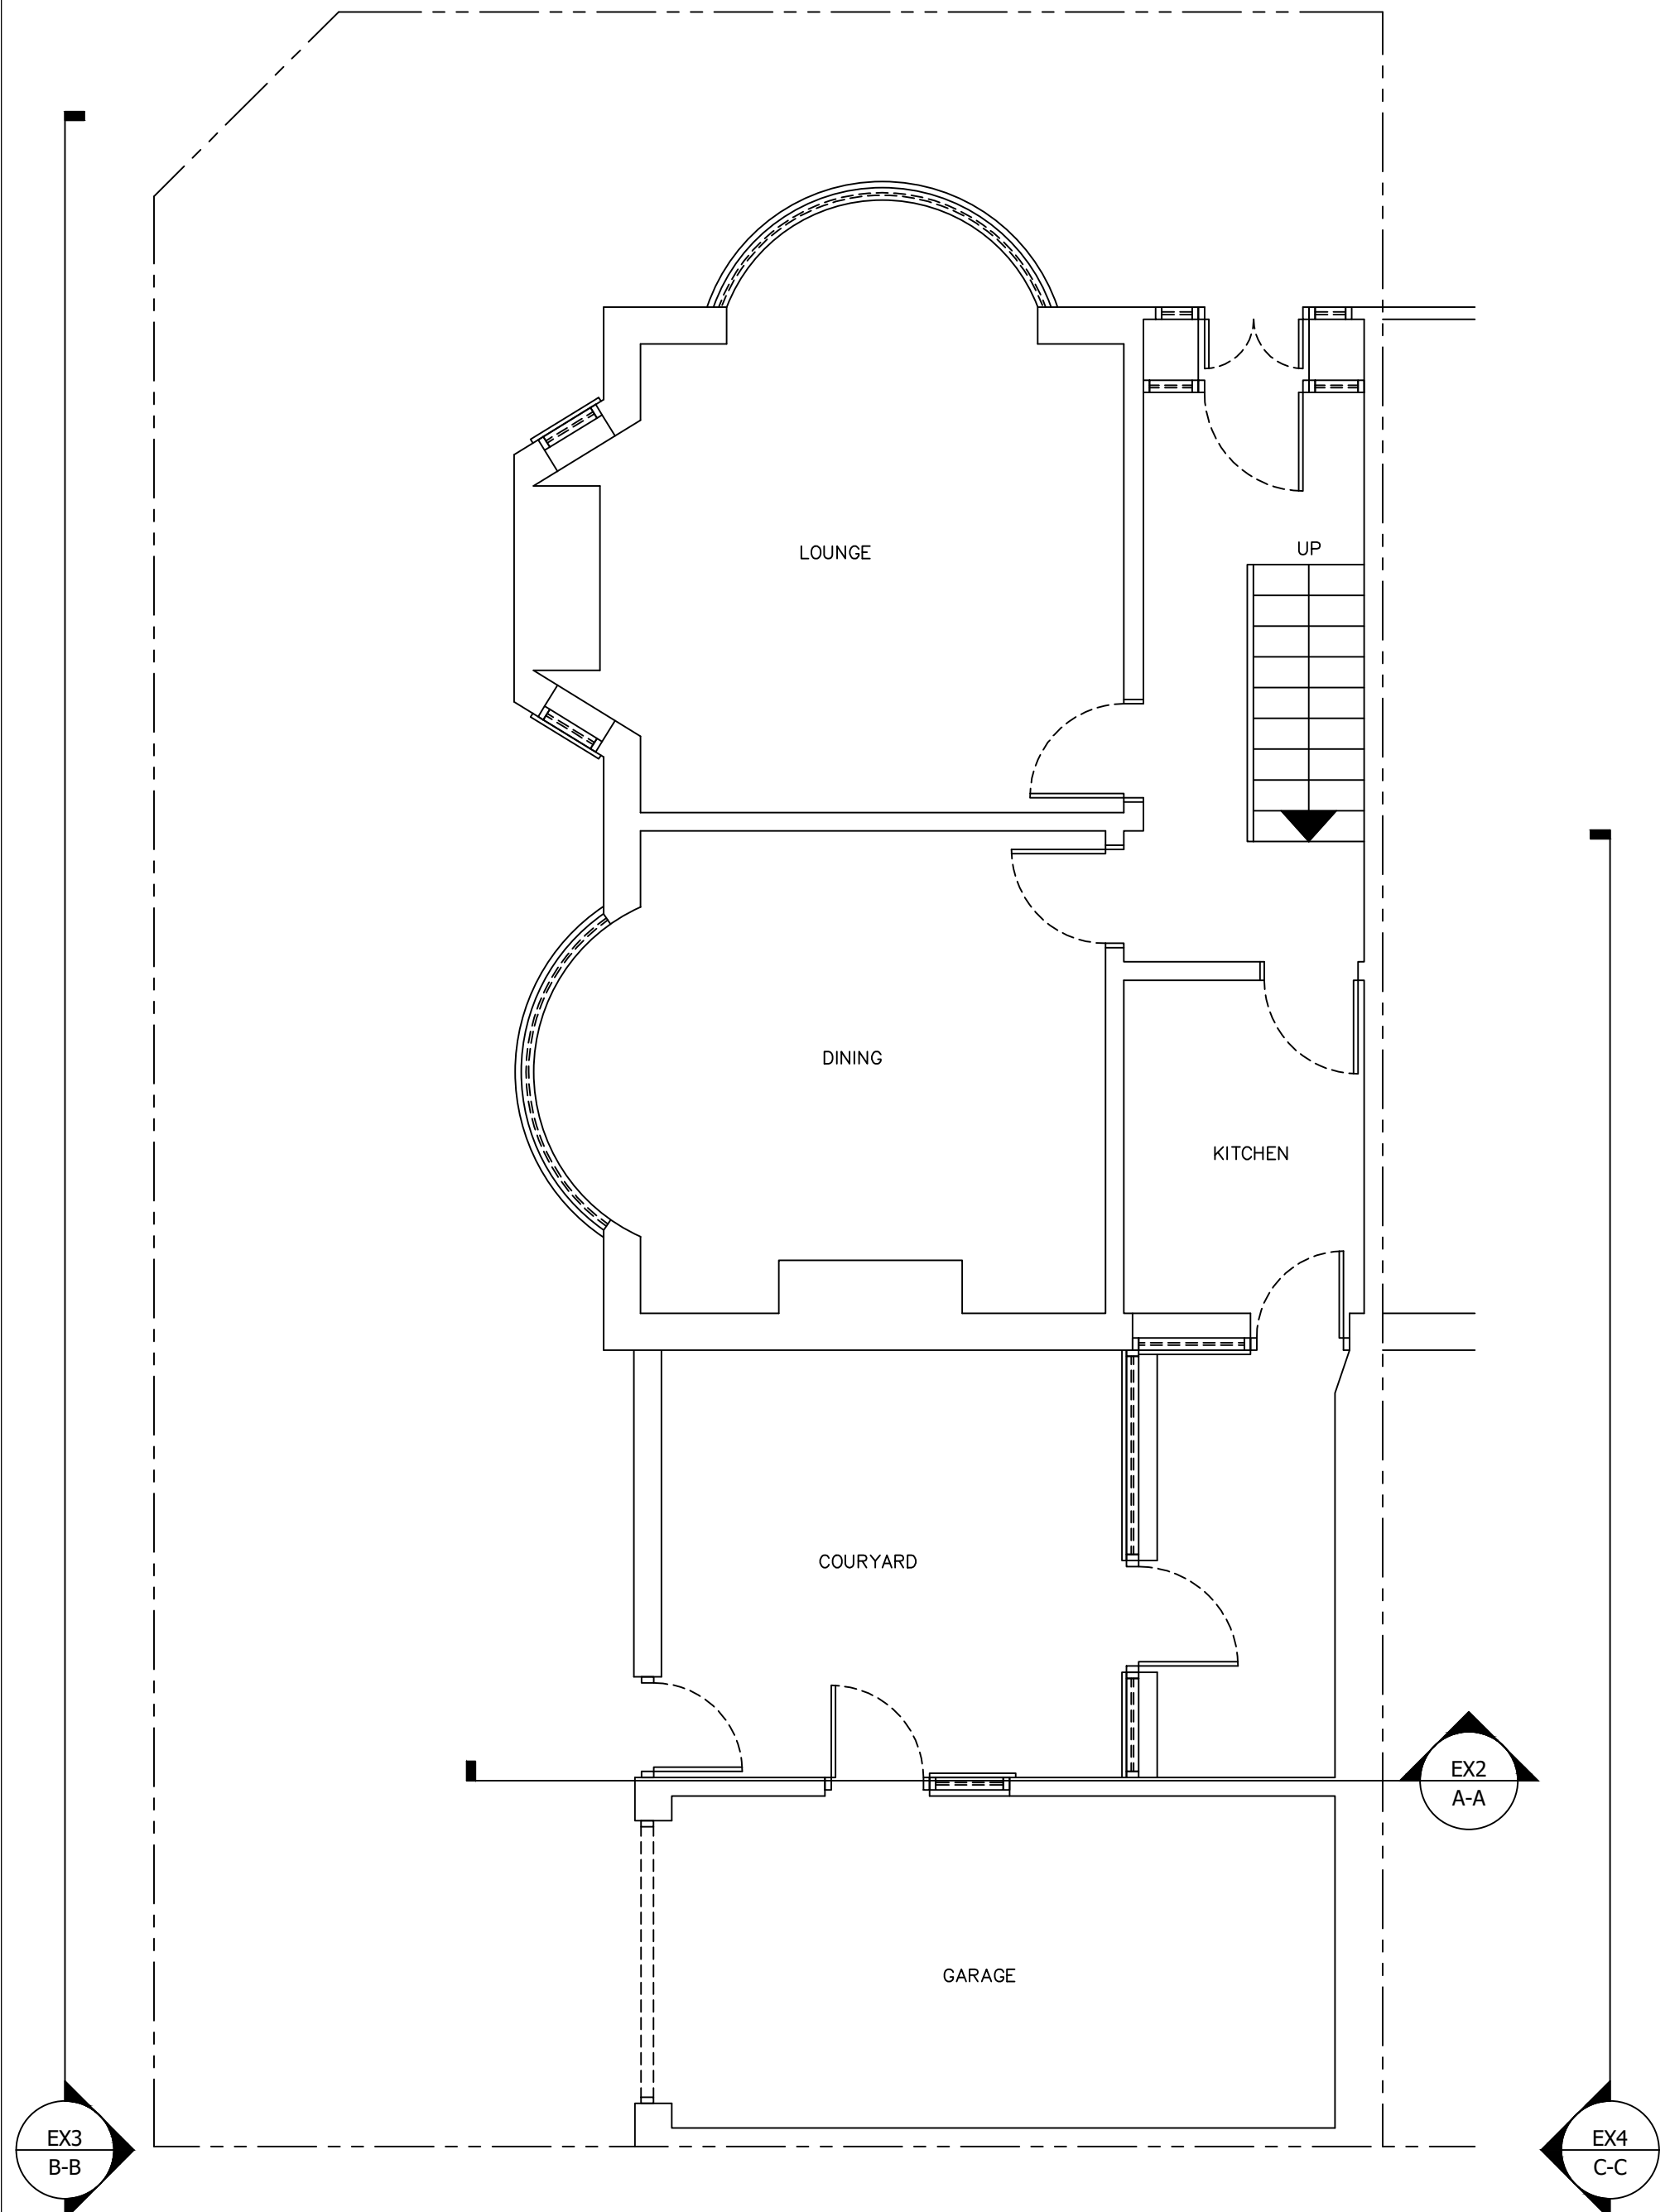 LOUNGE
UP
DINING
KITCHEN
COURYARD
EX2
A-A
GARAGE
EX3
B-B
EX4
C-C